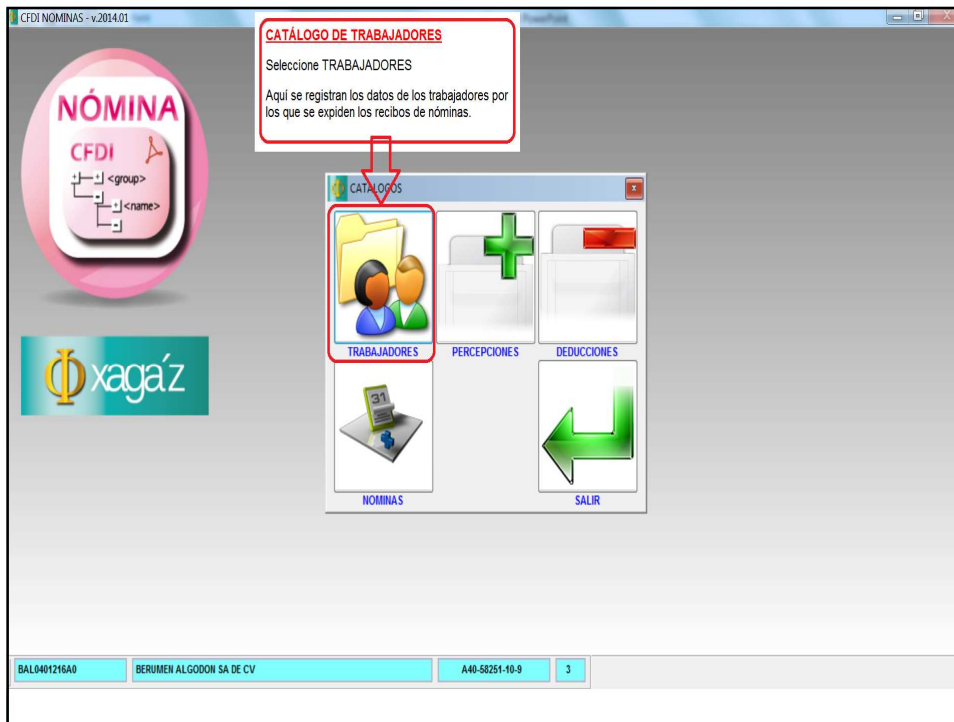 CFDI NOMINAS - v.2014.01
CATÁLOGO DE TRABAJADORES
Seleccione TRABAJADORES
Aquí se registran los datos de los trabajadores por
los que se expiden los recibos de nóminas.
NÓMINA
CFDI
<group>
<name>
xagáz
CATALOGOS
TRABAJADORES
PERCEPCIONES
DEDUCCIONES
31
NOMINAS
SALIR
BAL0401216A0
BERUMEN ALGODON SA DE CV
A40-58251-10-9
3